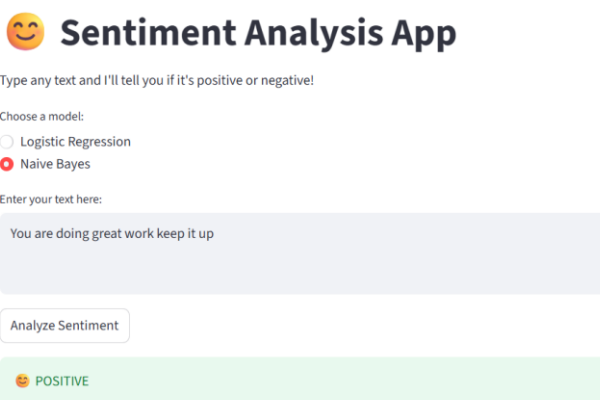 😊 Sentiment Analysis App
Type any text and I'll tell you if it's positive or negative!
Choose a model:
Logistic Regression
Naive Bayes
Enter your text here:
You are doing great work keep it up
Analyze Sentiment
😊 POSITIVE